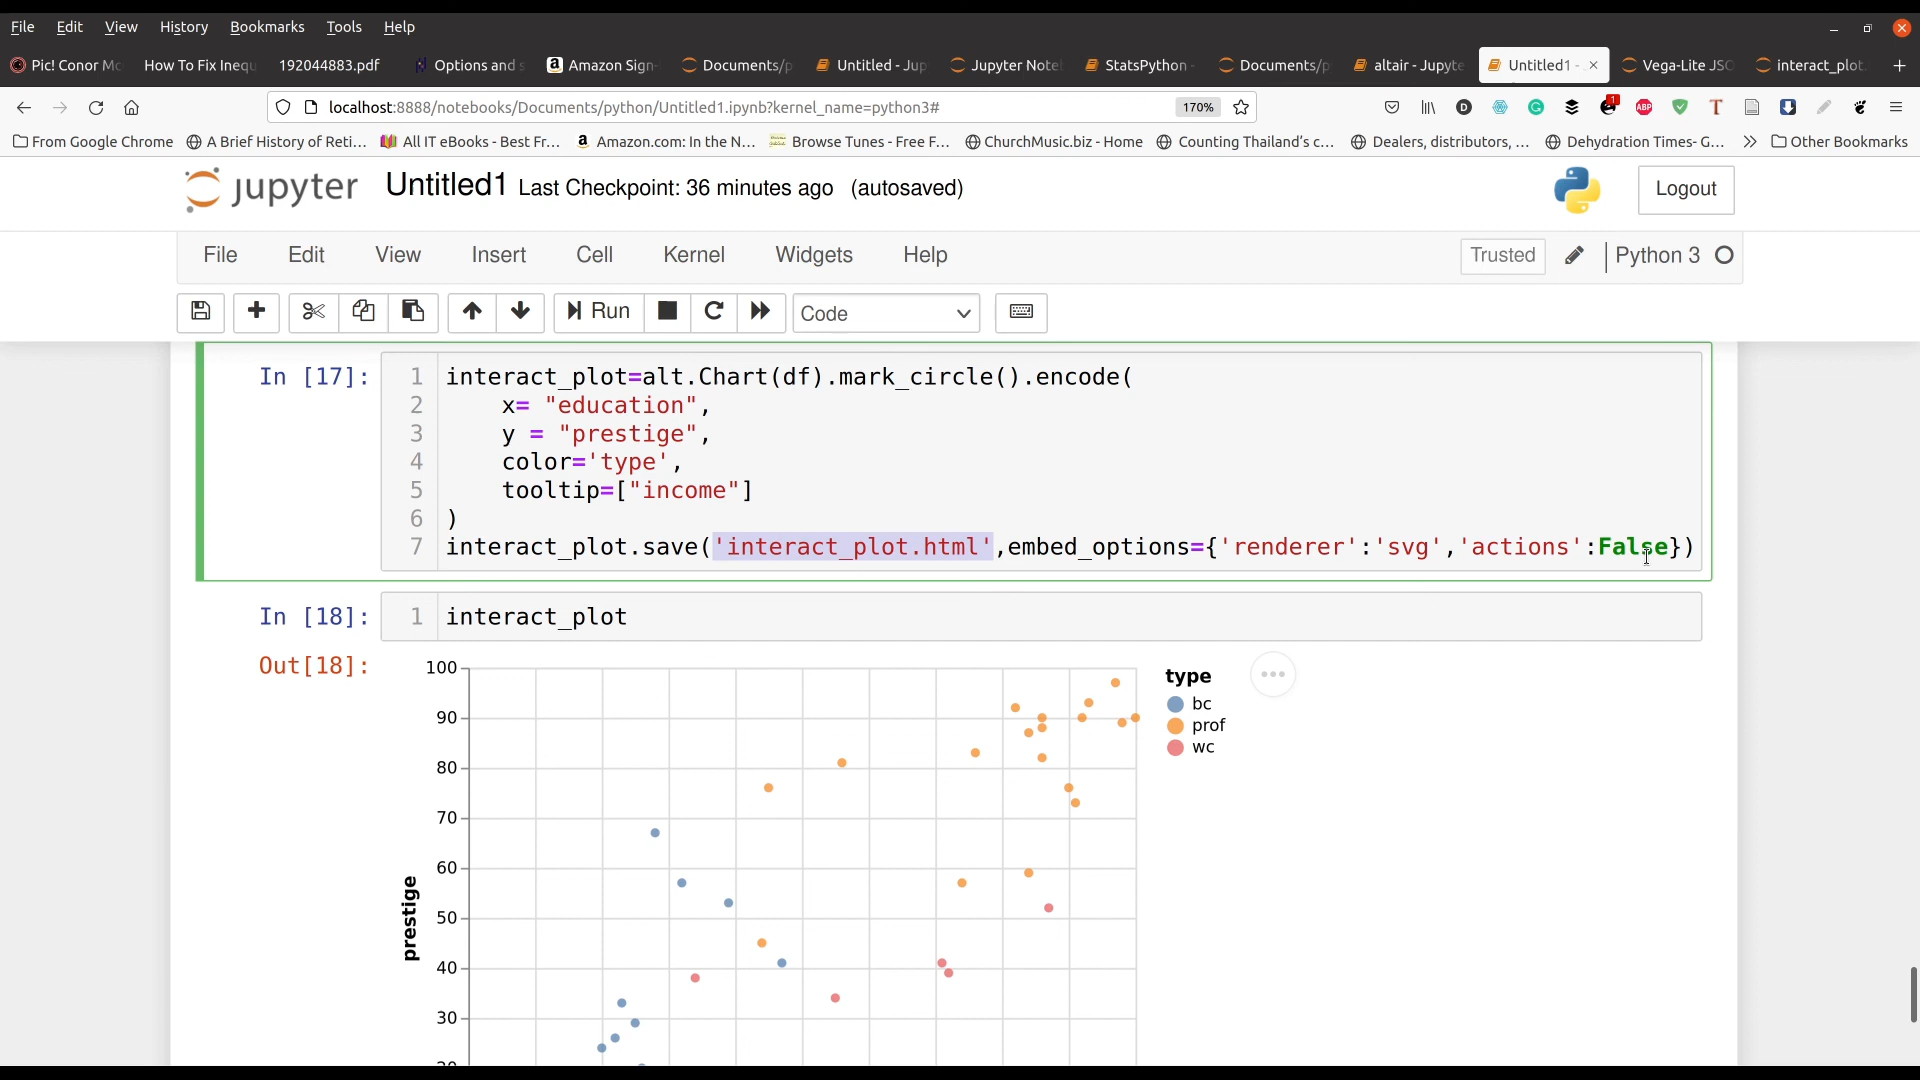 File Edit View History Bookmarks Tools Help
Pic! Conor Mc How To Fix Inequ 192044883.pdf Options and s Amazon Sign- Documents/p Untitled - Jup Jupyter Note StatsPython - Documents/p altair - Jupyte Untitled1 - Vega-Lite JSO interact_plot.
localhost:8888/notebooks/Documents/python/Untitled1.ipynb?kernel_name=python3# 170% D 1 ABP T
From Google Chrome A Brief History of Reti... All IT eBooks - Best Fr... Amazon.com: In the N... Browse Tunes - Free F... ChurchMusic.biz - Home Counting Thailand's c... Dealers, distributors, ... Dehydration Times- G... Other Bookmarks
jupyter Untitled1 Last Checkpoint: 36 minutes ago (autosaved) Logout
File Edit View Insert Cell Kernel Widgets Help Trusted Python 3
Run Code
In [17]: 1 interact_plot=alt.Chart(df).mark_circle().encode(
2 x= "education",
3 y = "prestige",
4 color='type',
5 tooltip=["income"]
6 )
7 interact_plot.save('interact_plot.html',embed_options={'renderer':'svg','actions':False})
In [18]: 1 interact_plot
Out[18]:
100
90
80
70
60
50
40
30
prestige
type
bc
prof
wc